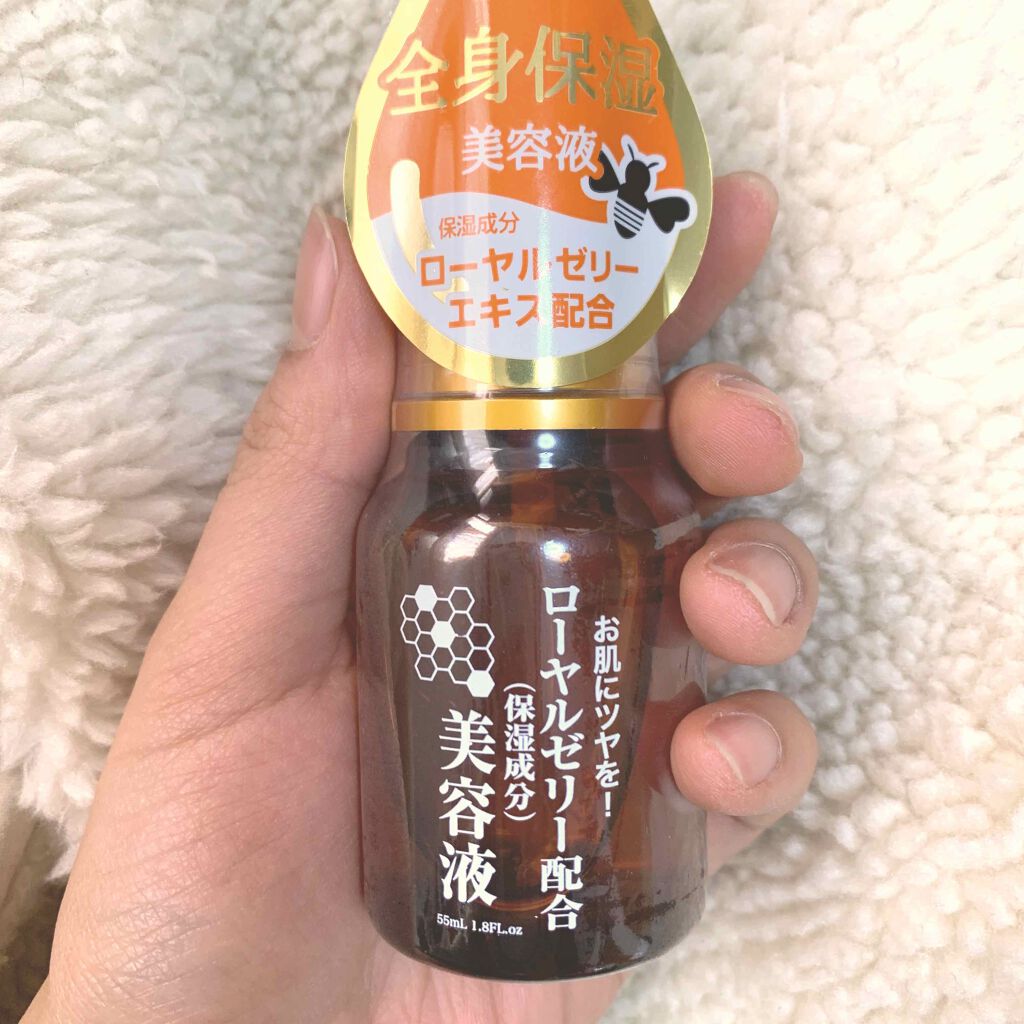 全身保湿
美容液
保湿成分
ローヤルゼリー
エキス配合
お肌にツヤを!
ローヤルゼリー配合
(保湿成分)
美容液
55mL 1.8FL.oz